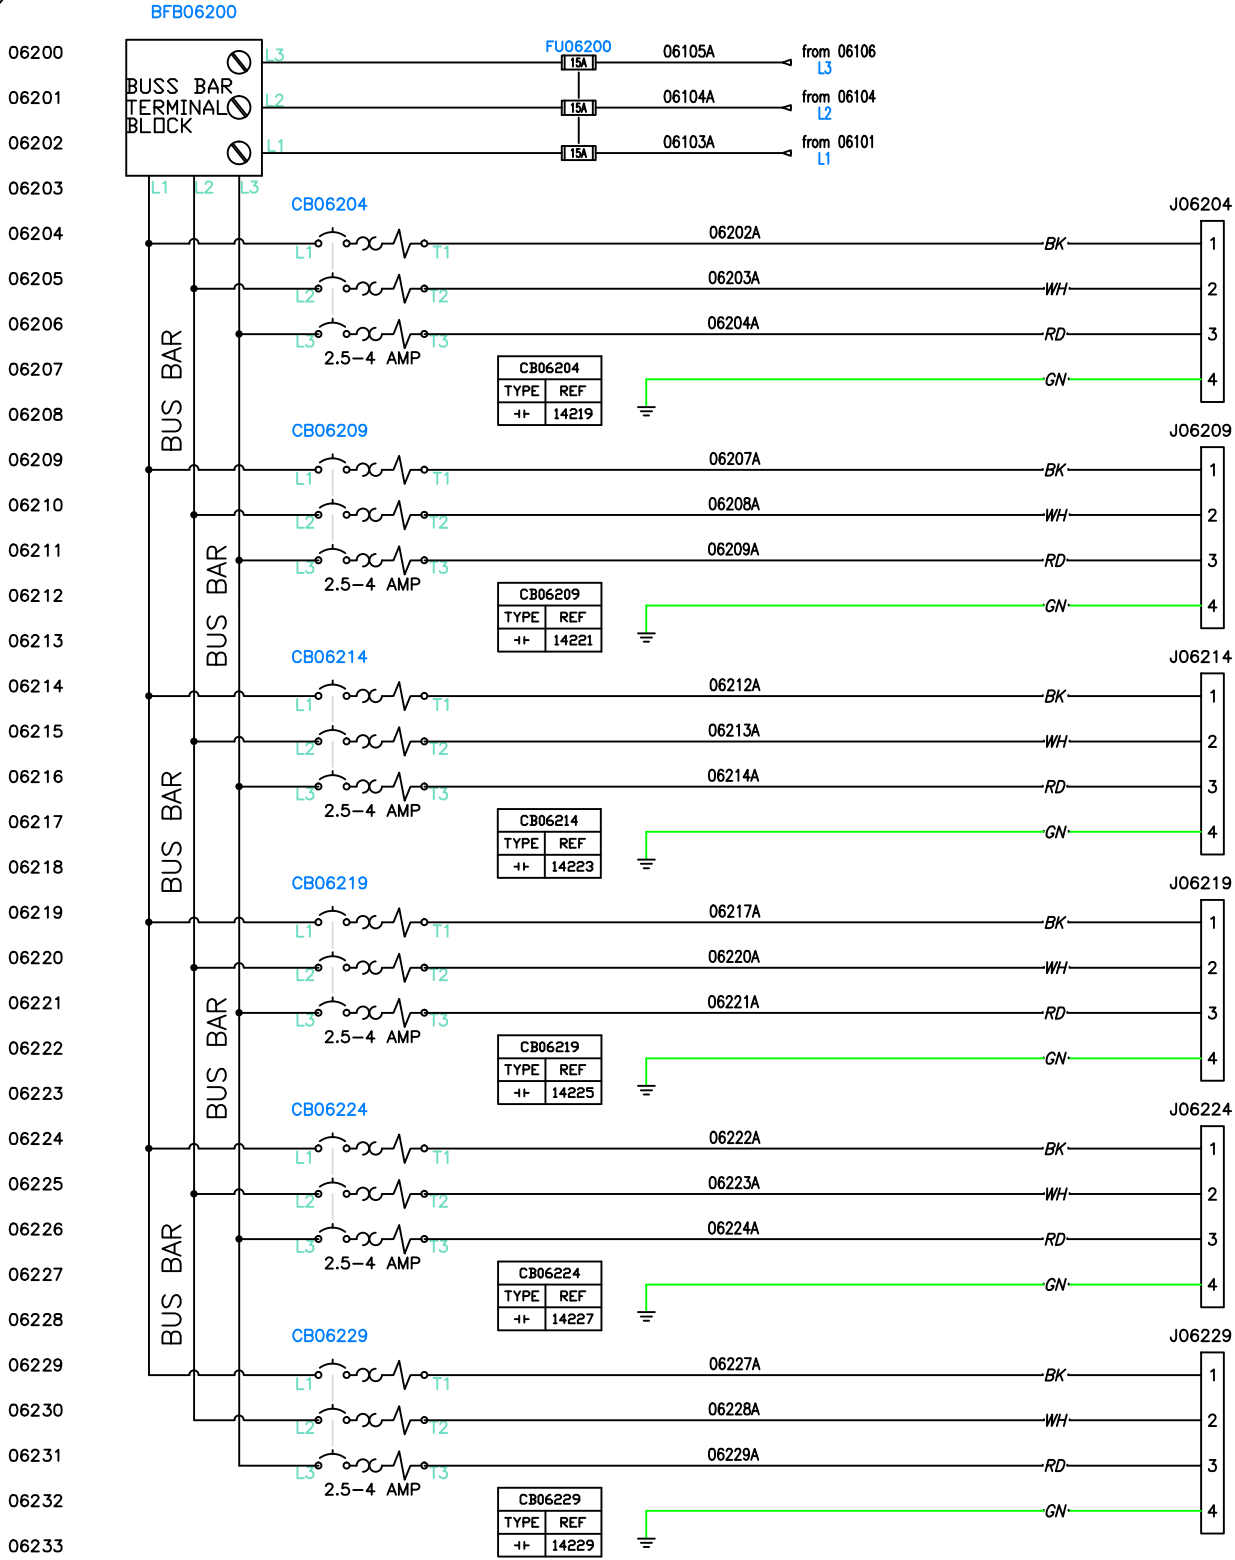 BFB06200
06200 L3 FU06200 15A 06105A from 06106 L3
BUSS BAR
06201 TERMINAL L2 15A 06104A from 06104 L2
BLOCK
06202 L1 15A 06103A from 06101 L1
06203 L1 L2 L3
CB06204 J06204
06204 L1 T1 06202A BK 1
06205 L2 T2 06203A WH 2
06206 L3 T3 06204A RD 3
2.5-4 AMP
BUS BAR
06207 CB06204 GN 4
TYPE REF
06208 14219
CB06209 J06209
06209 L1 T1 06207A BK 1
06210 L2 T2 06208A WH 2
06211 L3 T3 06209A RD 3
2.5-4 AMP
BUS BAR
06212 CB06209 GN 4
TYPE REF
06213 14221
CB06214 J06214
06214 L1 T1 06212A BK 1
06215 L2 T2 06213A WH 2
06216 L3 T3 06214A RD 3
2.5-4 AMP
BUS BAR
06217 CB06214 GN 4
TYPE REF
06218 14223
CB06219 J06219
06219 L1 T1 06217A BK 1
06220 L2 T2 06220A WH 2
06221 L3 T3 06221A RD 3
2.5-4 AMP
BUS BAR
06222 CB06219 GN 4
TYPE REF
06223 14225
CB06224 J06224
06224 L1 T1 06222A BK 1
06225 L2 T2 06223A WH 2
06226 L3 T3 06224A RD 3
2.5-4 AMP
BUS BAR
06227 CB06224 GN 4
TYPE REF
06228 14227
CB06229 J06229
06229 L1 T1 06227A BK 1
06230 L2 T2 06228A WH 2
06231 L3 T3 06229A RD 3
2.5-4 AMP
06232 CB06229 GN 4
TYPE REF
06233 14229